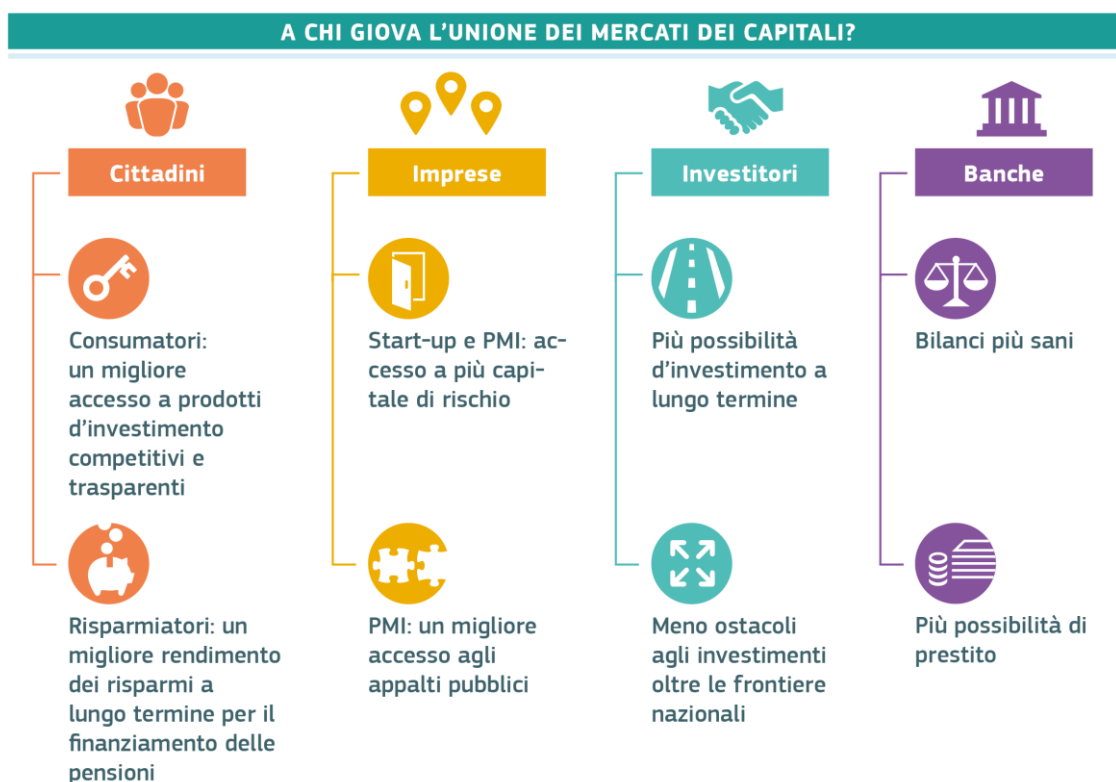 A CHI GIOVA L'UNIONE DEI MERCATI DEI CAPITALI?
Cittadini
Consumatori:
un migliore
accesso a prodotti
d'investimento
competitivi e
trasparenti
Risparmiatori: un
migliore rendimento
dei risparmi a
lungo termine per il
finanziamento delle
pensioni
Imprese
Start-up e PMI: ac-
cesso a più capi-
tale di rischio
PMI: un migliore
accesso agli
appalti pubblici
Investitori
Più possibilità
d'investimento a
lungo termine
Meno ostacoli
agli investimenti
oltre le frontiere
nazionali
Banche
Bilanci più sani
Più possibilità di
prestito